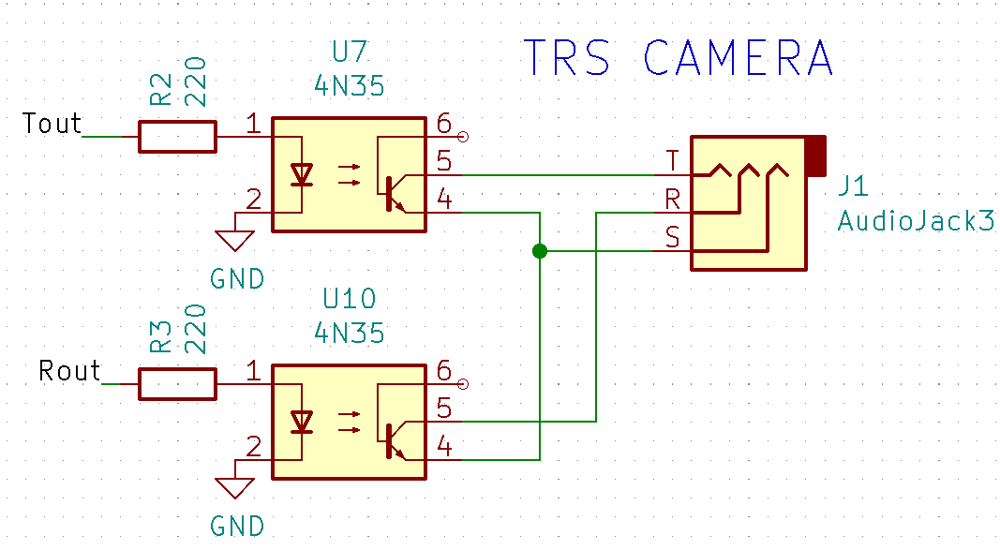 TRS CAMERA
U7
4N35
R2
220
Tout
1
2
6
5
4
GND
T
R
S
J1
AudioJack3
U10
4N35
R3
220
Rout
1
2
6
5
4
GND